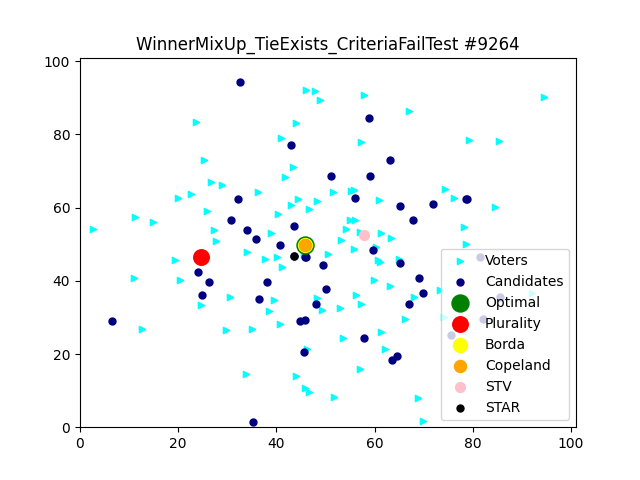 WinnerMixUp_TieExists_CriteriaFailTest #9264
100
80
60
40
20
0
0 20 40 60 80 100
Voters
Candidates
Optimal
Plurality
Borda
Copeland
STV
STAR